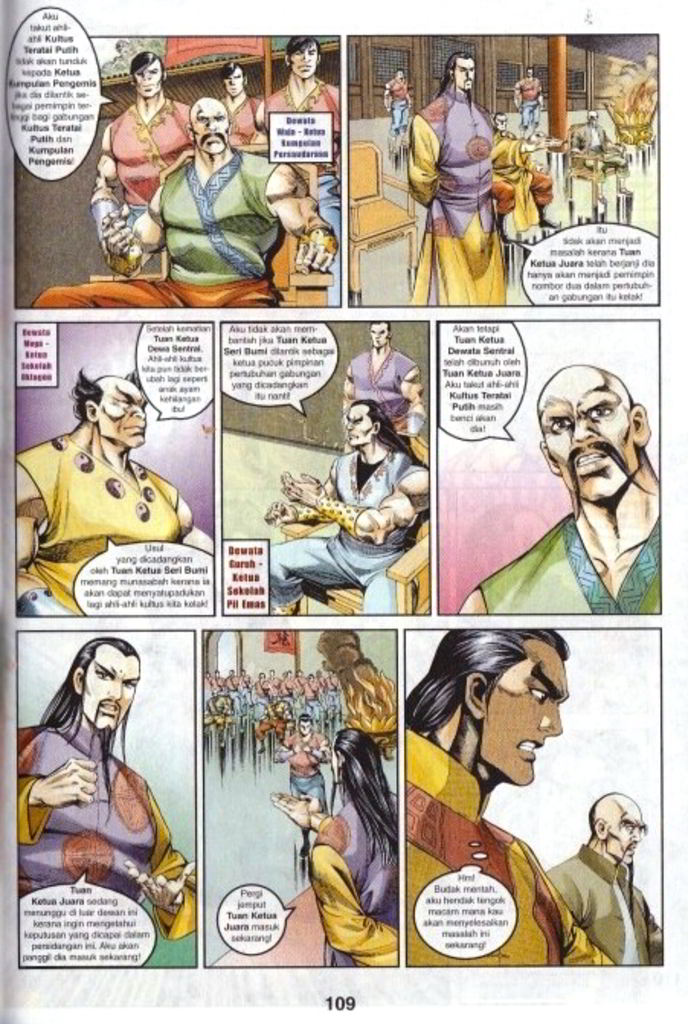 Aku
takut ahli-
ahli Kultus
Teratai Putih
tidak akan tunduk
kepada Ketua
Kumpulan Pengemis
jika dia dilantik se-
bagai pemimpin ter-
tinggi bagi gabungan
Kultus Teratai
Putih dan
Kumpulan
Pengemis!
Dewata
Waja - Ketua
Kumpulan
Persaudaraan
Itu
tidak akan menjadi
masalah kerana Tuan
Ketua Juara telah berjanji dia
hanya akan menjadi pemimpin
nombor dua dalam pertubuh-
an gabungan itu kelak!
Dewata
Mega -
Ketua
Sekolah
Oktagon
Setelah kematian
Tuan Ketua
Dewa Sentral.
Ahli-ahli kultus
kita pun tidak ber-
ubah lagi seperti
anak ayam
kehilangan
ibu!
Usul
yang dicadangkan
oleh Tuan Ketua Seri Bumi
memang munasabah kerana ia
akan dapat menyatupadukan
lagi ahli-ahli kultus kita kelak!
Aku tidak akan mem-
bantah jika Tuan Ketua
Seri Bumi dilantik sebagai
ketua pucuk pimpinan
pertubuhan gabungan
yang dicadangkan
itu nanti!
Dewata
Guruh -
Ketua
Sekolah
Pil Emas
Akan tetapi
Tuan Ketua
Dewata Sentral
telah dibunuh oleh
Tuan Ketua Juara.
Aku takut ahli-ahli
Kultus Teratai
Putih masih
benci akan
dia!
Tuan
Ketua Juara sedang
menunggu di luar dewan ini
kerana ingin mengetahui
keputusan yang dicapai dalam
persidangan ini. Aku akan
panggil dia masuk sekarang!
Pergi
jemput
Tuan Ketua
Juara masuk
sekarang!
Hm!
Budak mentah,
aku hendak tengok
macam mana kau
akan menyelesaikan
masalah ini
sekarang!
109